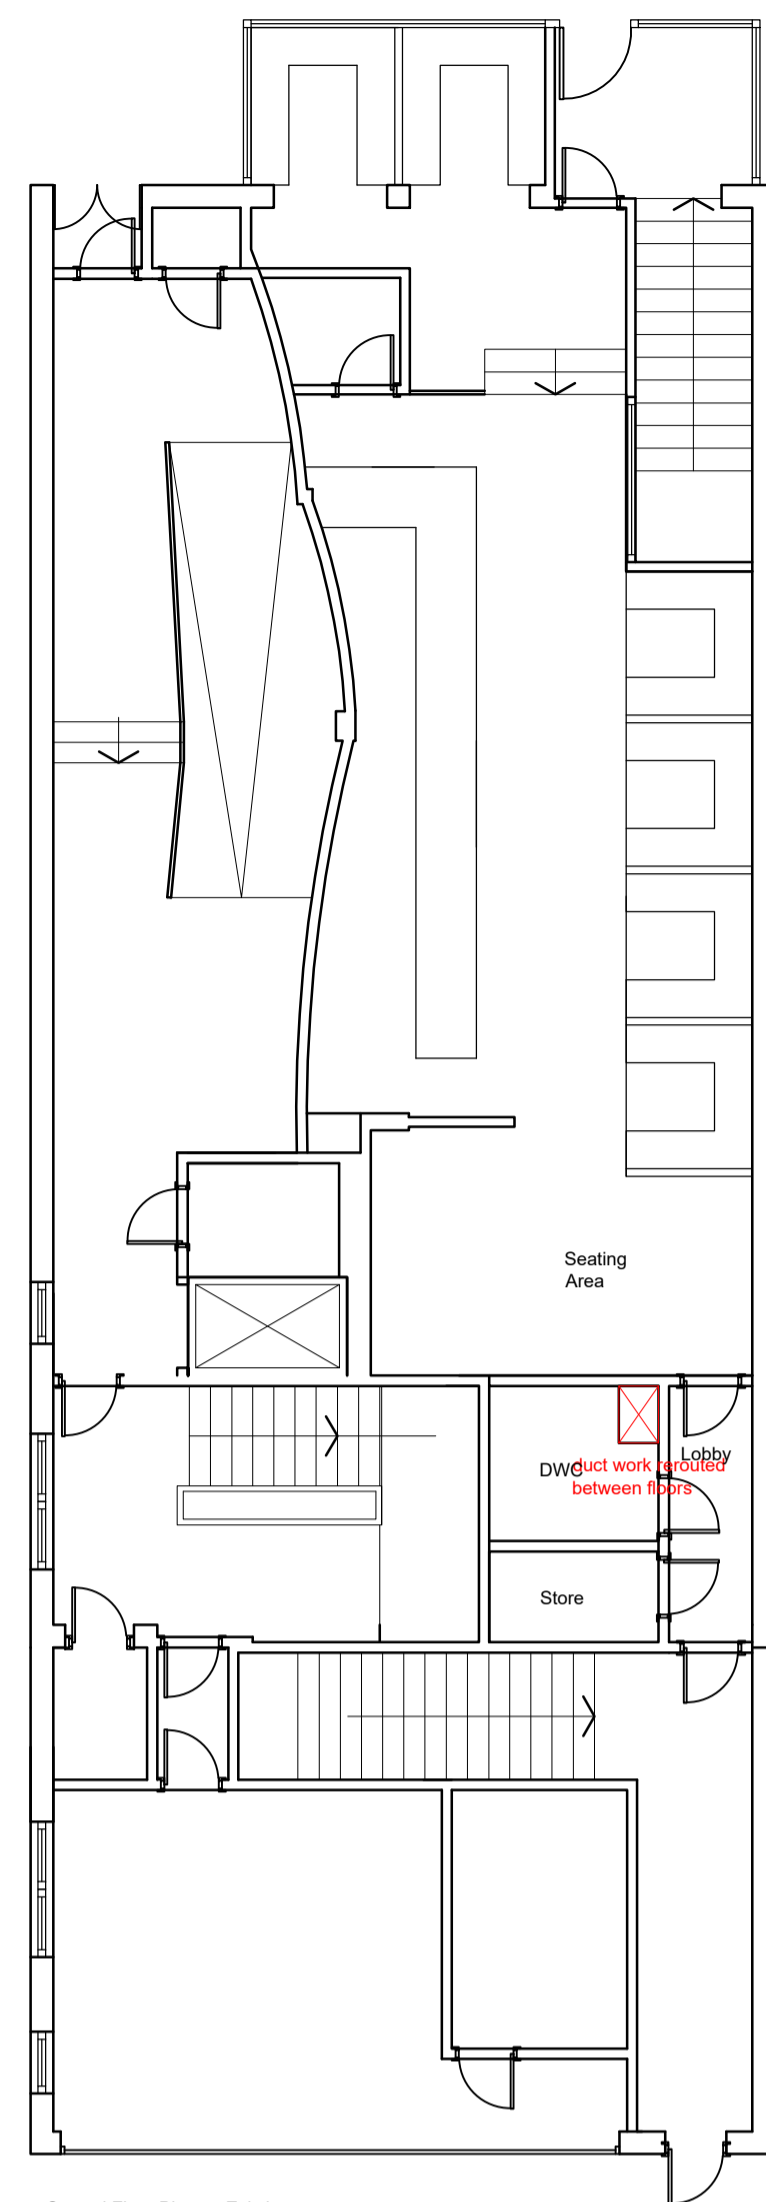 Seating
Area
Lobby
DWC
duct work rerouted
between floors
Store